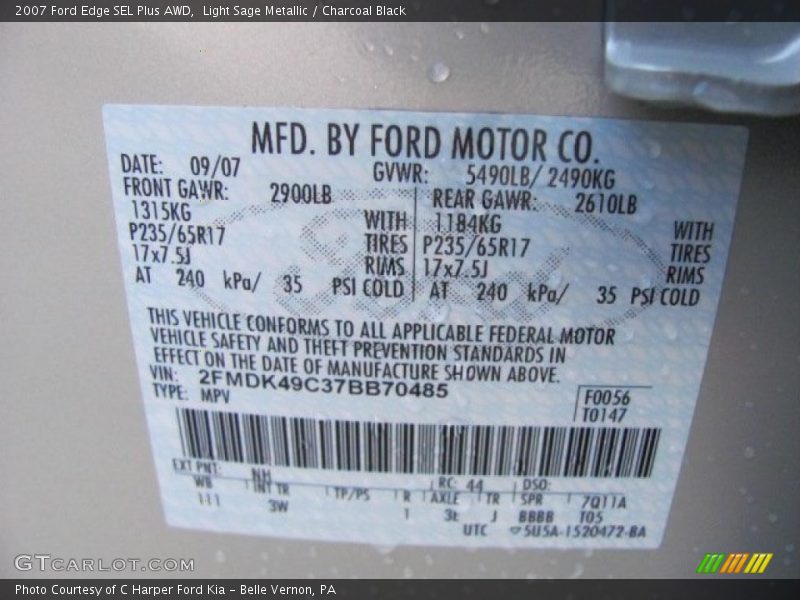 2007 Ford Edge SEL Plus AWD, Light Sage Metallic / Charcoal Black
MFD. BY FORD MOTOR CO.
DATE: 09/07 GVWR: 5490LB/ 2490KG
FRONT GAWR: 2900LB REAR GAWR: 2610LB
1315KG WITH 1184KG WITH
P235/65R17 TIRES P235/65R17 TIRES
17x7.5J RIMS 17x7.5J RIMS
AT 240 kPa/ 35 PSI COLD AT 240 kPa/ 35 PSI COLD
THIS VEHICLE CONFORMS TO ALL APPLICABLE FEDERAL MOTOR
VEHICLE SAFETY AND THEFT PREVENTION STANDARDS IN
EFFECT ON THE DATE OF MANUFACTURE SHOWN ABOVE.
VIN: 2FMDK49C37BB70485
TYPE: MPV
F0056
T0147
EXT PNT: NH RC: 44 DSO:
WB INT TR TP/PS R AXLE TR SPR 7Q11A
111 3W 1 3t J BBBB T05
UTC ▽5U5A-1520472-BA
GTCARLOT.COM
Photo Courtesy of C Harper Ford Kia – Belle Vernon, PA